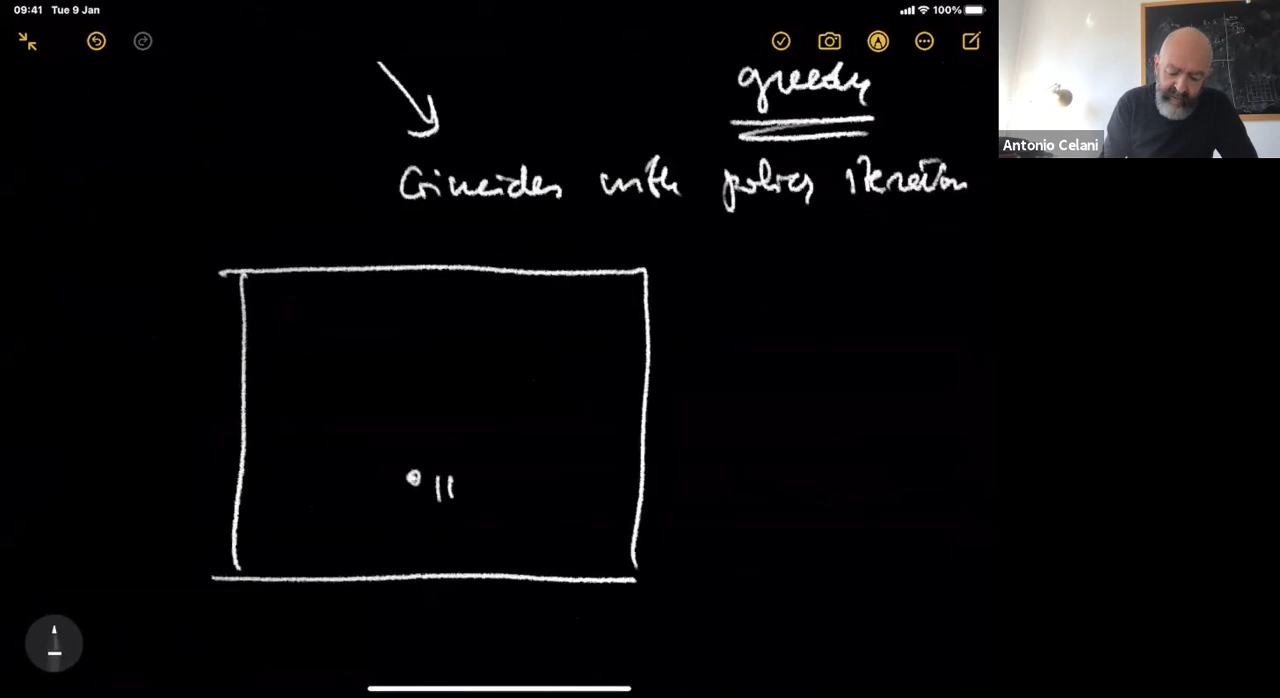 09:41 Tue 9 Jan
100%
greedy
Coincides with policy iteration
Antonio Celani